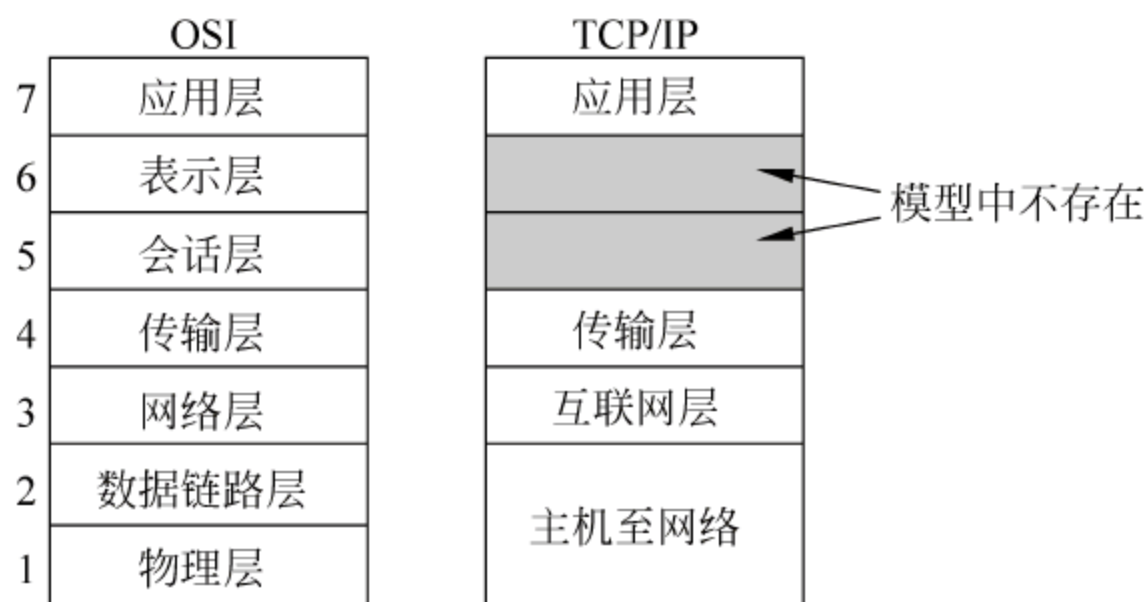 OSI
TCP/IP
7
应用层
应用层
6
表示层
模型中不存在
5
会话层
4
传输层
传输层
3
网络层
互联网层
2
数据链路层
主机至网络
1
物理层